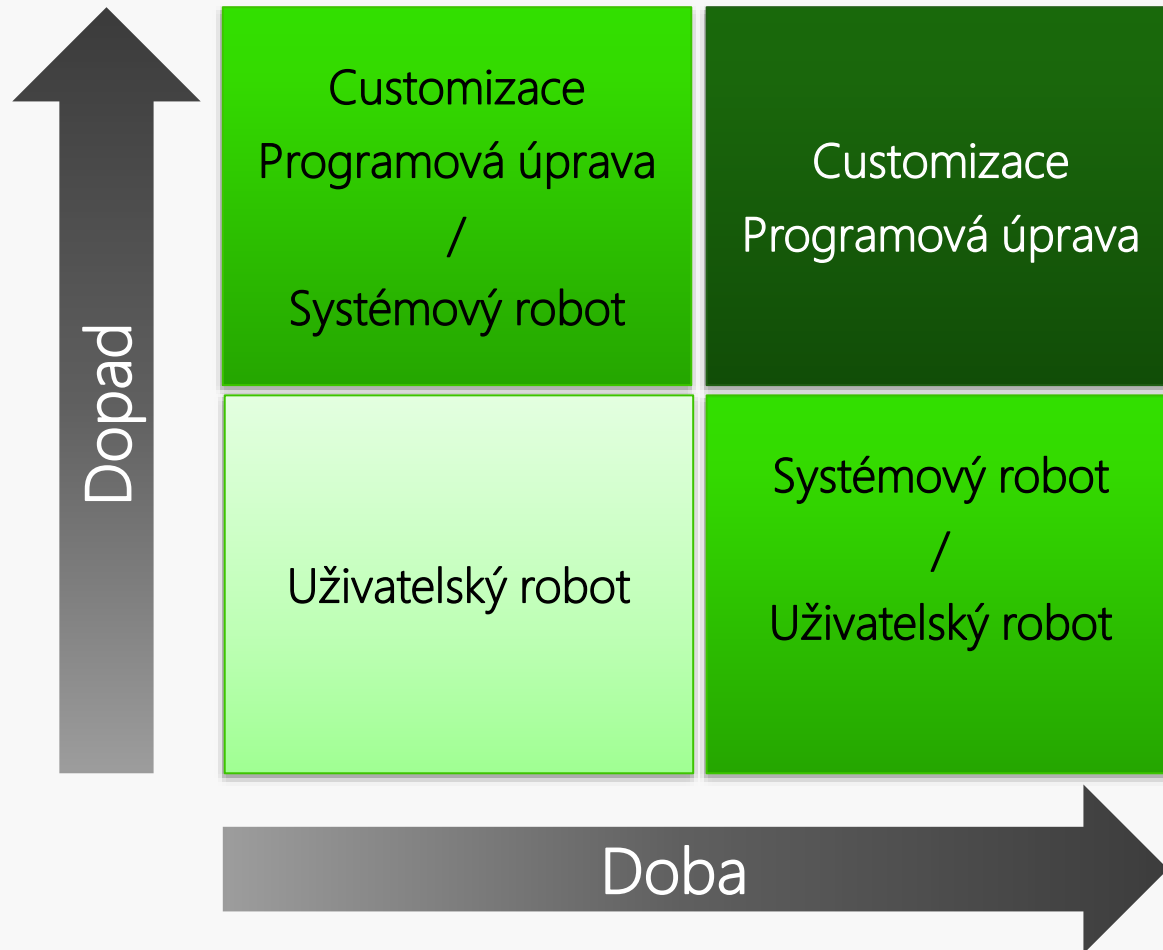 Customizace
Programová úprava
/
Systémový robot
Customizace
Programová úprava
Dopad
Uživatelský robot
Systémový robot
/
Uživatelský robot
Doba